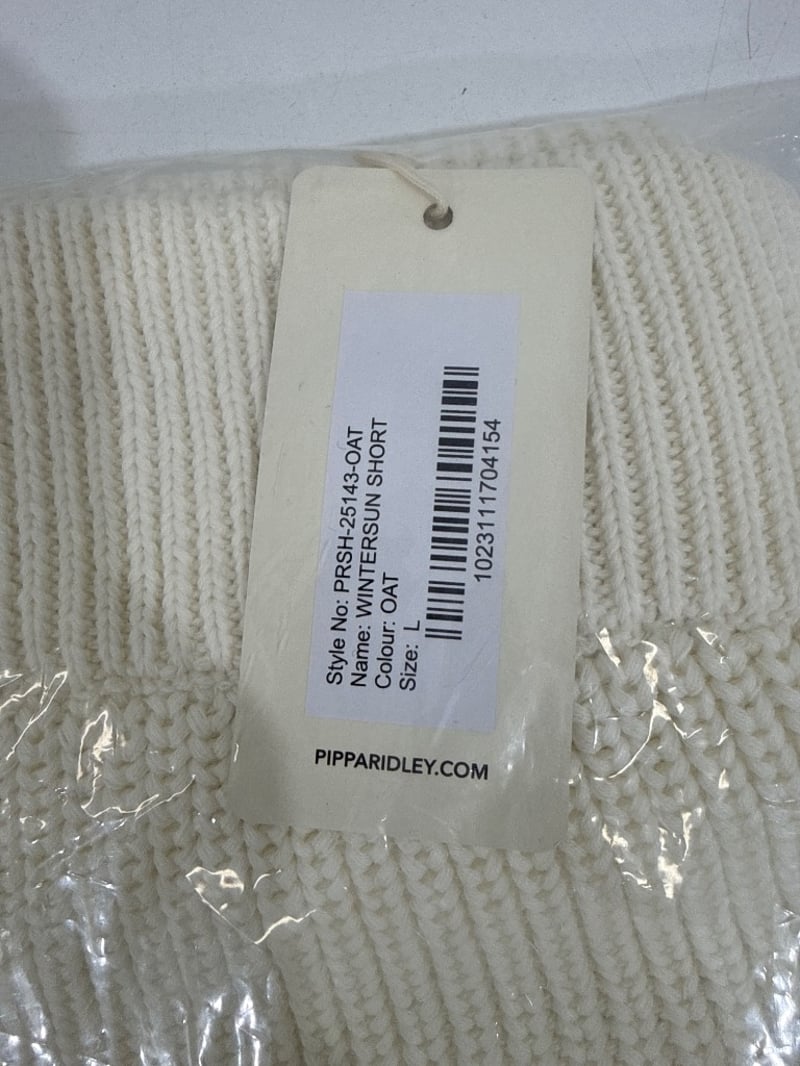 Style No: PRSH-25143-OAT
Name: WINTERSUN SHORT
Colour: OAT
Size: L
1023111704154
PIPPARIDLEY.COM